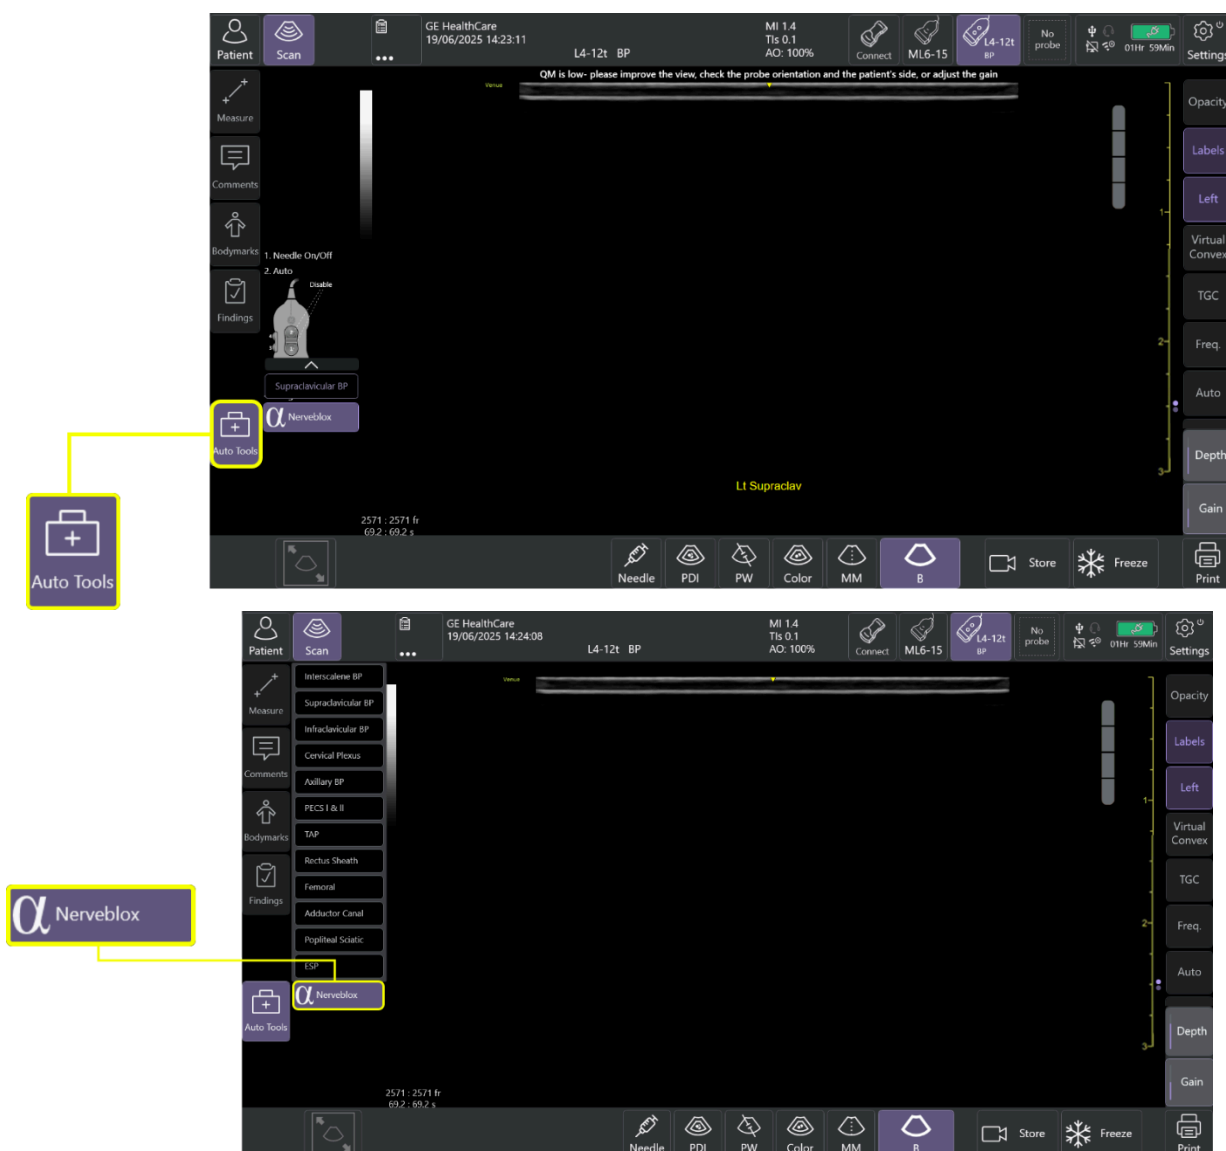 Patient
Scan
GE HealthCare
19/06/2025 14:23:11
L4-12t BP
MI 1.4
TIs 0.1
AO: 100%
Connect
ML6-15
L4-12t
BP
No
probe
01Hr 59Min
Settings
QM is low- please improve the view, check the probe orientation and the patient's side, or adjust the gain
Venue
Measure
Comments
Bodymarks
Findings
1. Needle On/Off
2. Auto
Disable
Supraclavicular BP
α Nerveblox
Auto Tools
1
2
3
Opacity
Labels
Left
Virtual
Convex
TGC
Freq.
Auto
Depth
Gain
Lt Supraclav
2571 : 2571 fr
69.2 : 69.2 s
Needle
PDI
PW
Color
MM
B
Store
Freeze
Print
Auto Tools
Patient
Scan
GE HealthCare
19/06/2025 14:24:08
L4-12t BP
MI 1.4
TIs 0.1
AO: 100%
Connect
ML6-15
L4-12t
BP
No
probe
01Hr 59Min
Settings
Venue
Measure
Comments
Bodymarks
Findings
Interscalene BP
Supraclavicular BP
Infraclavicular BP
Cervical Plexus
Axillary BP
PECS I & II
TAP
Rectus Sheath
Femoral
Adductor Canal
Popliteal Sciatic
ESP
α Nerveblox
Auto Tools
1
2
3
Opacity
Labels
Left
Virtual
Convex
TGC
Freq.
Auto
Depth
Gain
α Nerveblox
2571 : 2571 fr
69.2 : 69.2 s
Needle
PDI
PW
Color
MM
B
Store
Freeze
Print